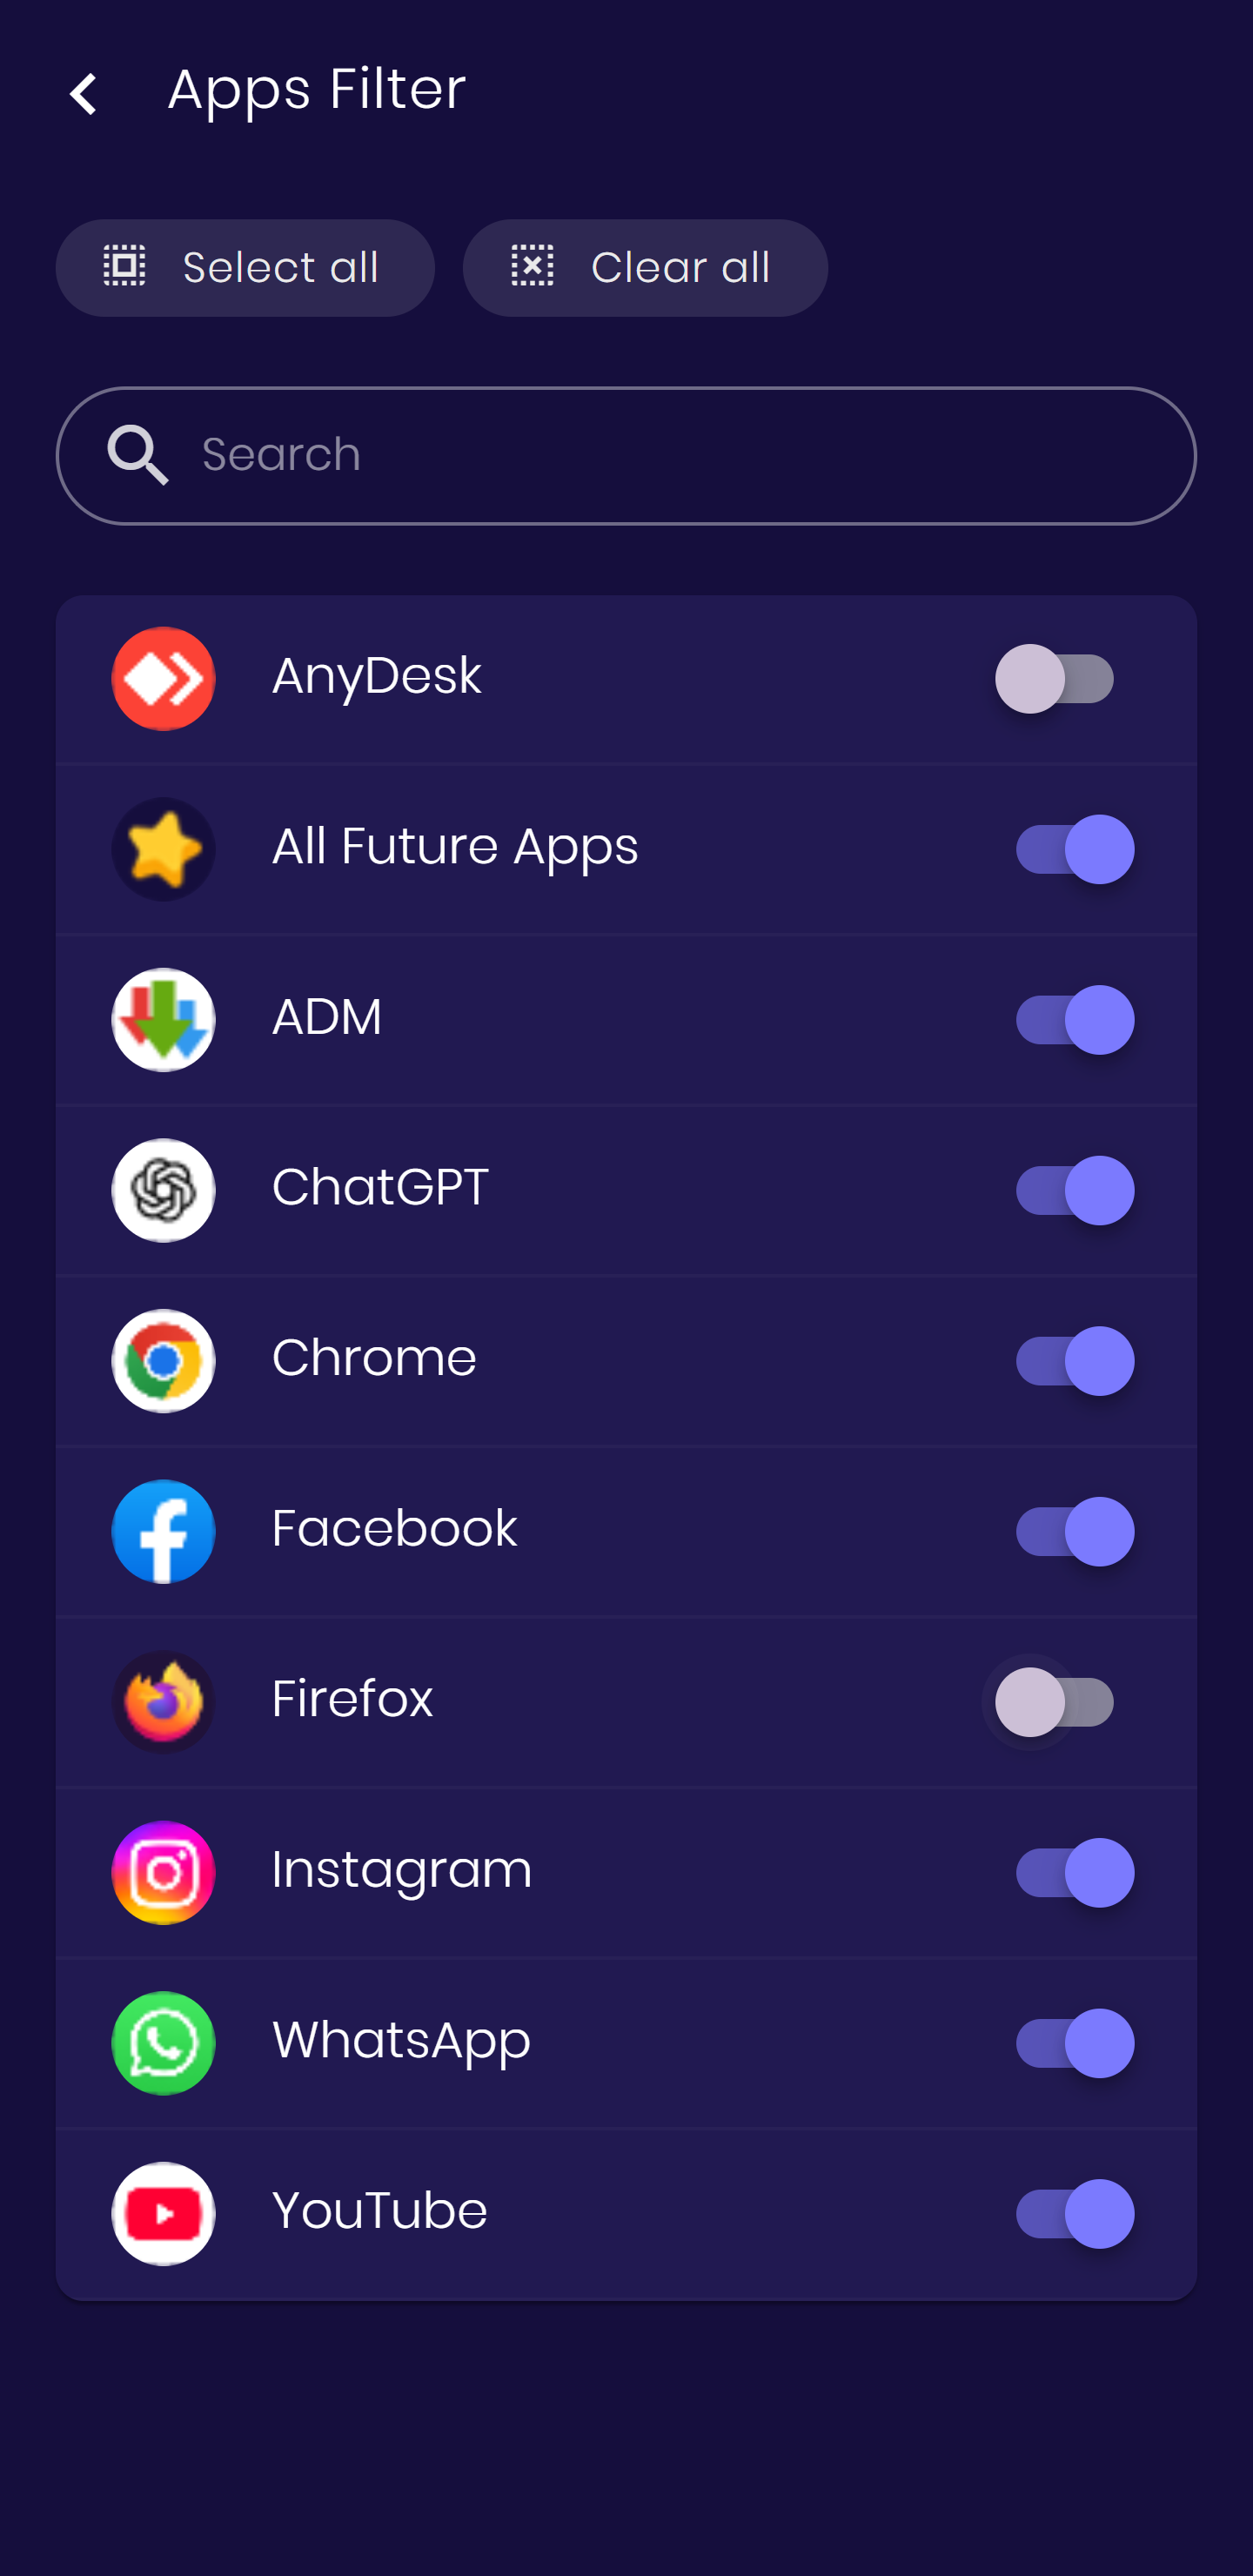 Apps Filter
Select all
Clear all
Search
AnyDesk
All Future Apps
ADM
ChatGPT
Chrome
Facebook
Firefox
Instagram
WhatsApp
YouTube